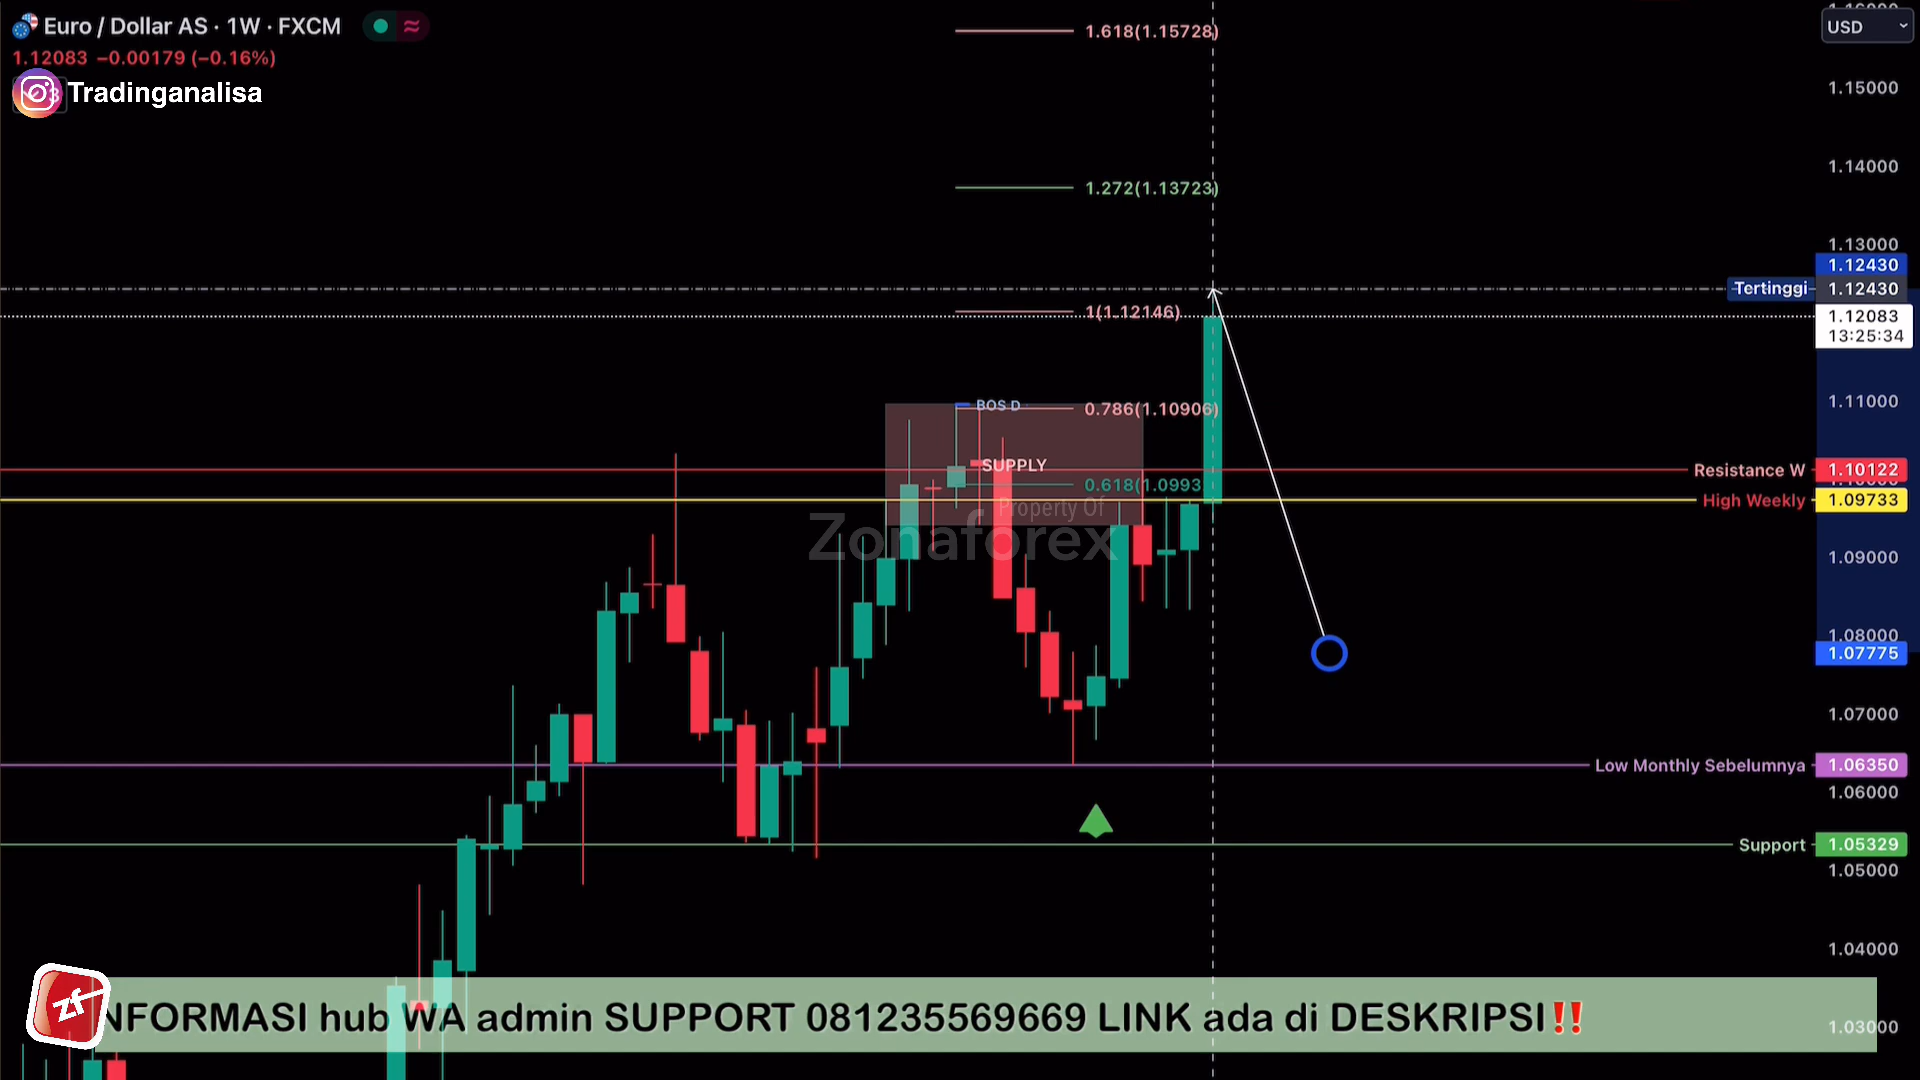 Euro / Dollar AS · 1W · FXCM
USD
1.12083 −0.00179 (−0.16%)
Tradinganalisa
1.618(1.15728)
1.15000
1.14000
1.272(1.13723)
1.13000
1.12430
Tertinggi 1.12430
1(1.12146)
1.12083
13:25:34
BOS D
0.786(1.10906)
1.11000
SUPPLY
Resistance W 1.10122
0.618(1.0993
High Weekly 1.09733
Property Of
Zonaforex
1.09000
1.08000
1.07775
1.07000
Low Monthly Sebelumnya 1.06350
1.06000
Support 1.05329
1.05000
1.04000
zf
NFORMASI hub WA admin SUPPORT 081235569669 LINK ada di DESKRIPSI‼️
1.03000